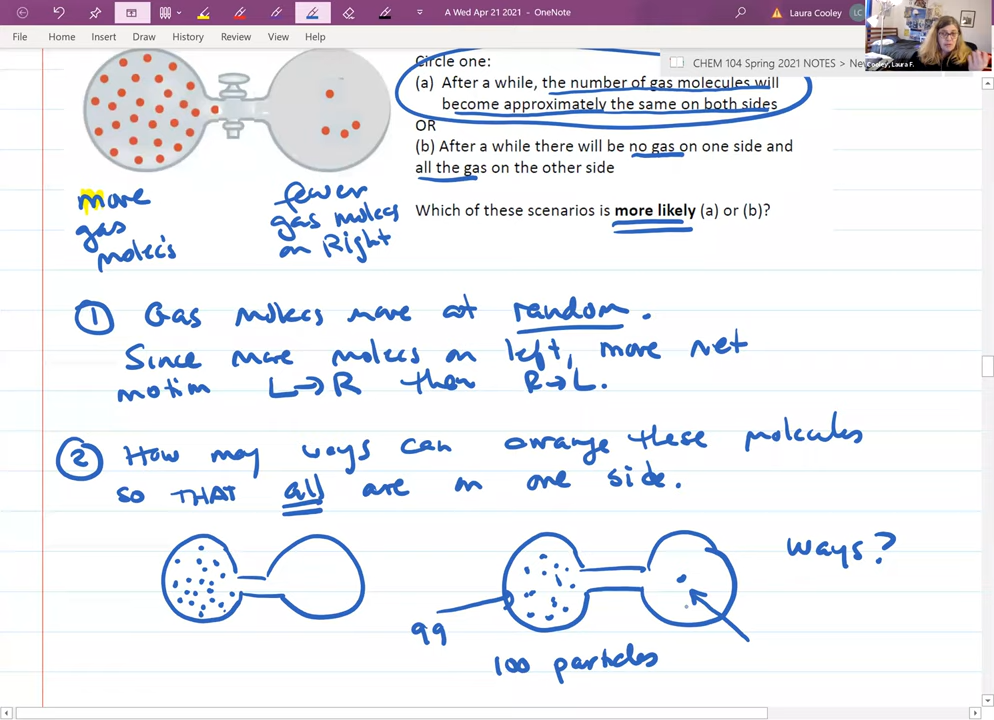 A Wed Apr 21 2021 - OneNote
Laura Cooley
LC
File Home Insert Draw History Review View Help
CHEM 104 Spring 2021 NOTES > Ne
Cooley, Laura F.
Circle one:
(a) After a while, the number of gas molecules will
become approximately the same on both sides
OR
(b) After a while there will be no gas on one side and
all the gas on the other side
Which of these scenarios is more likely (a) or (b)?
more
gas
molec's
fewer
gas molecs
on Right
1 Gas molecs move at random.
Since more molecs on left, more net
motion L→R than R→L.
2 How may ways can arrange these molecules
so THAT all are on one side.
ways?
99
100 particles